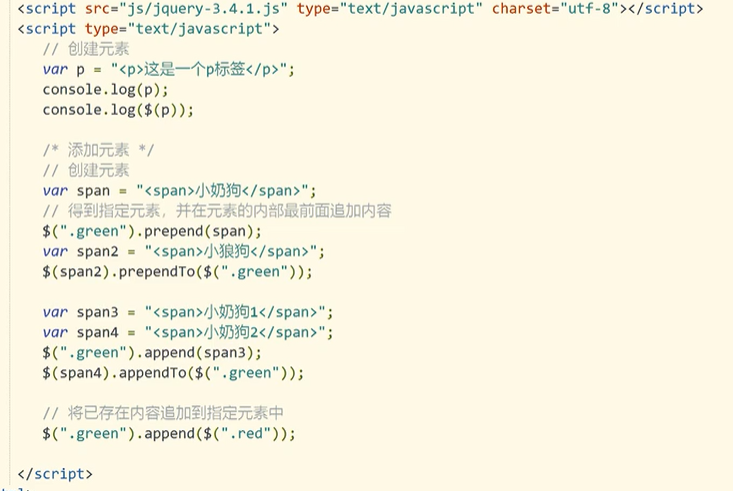 <script src="js/jquery-3.4.1.js" type="text/javascript" charset="utf-8"></script>
<script type="text/javascript">
// 创建元素
var p = "<p>这是一个p标签</p>";
console.log(p);
console.log($(p));
/* 添加元素 */
// 创建元素
var span = "<span>小奶狗</span>";
// 得到指定元素，并在元素的内部最前面追加内容
$(".green").prepend(span);
var span2 = "<span>小狼狗</span>";
$(span2).prependTo($(".green"));
var span3 = "<span>小奶狗1</span>";
var span4 = "<span>小奶狗2</span>";
$(".green").append(span3);
$(span4).appendTo($(".green"));
// 将已存在内容追加到指定元素中
$(".green").append($(".red"));
</script>